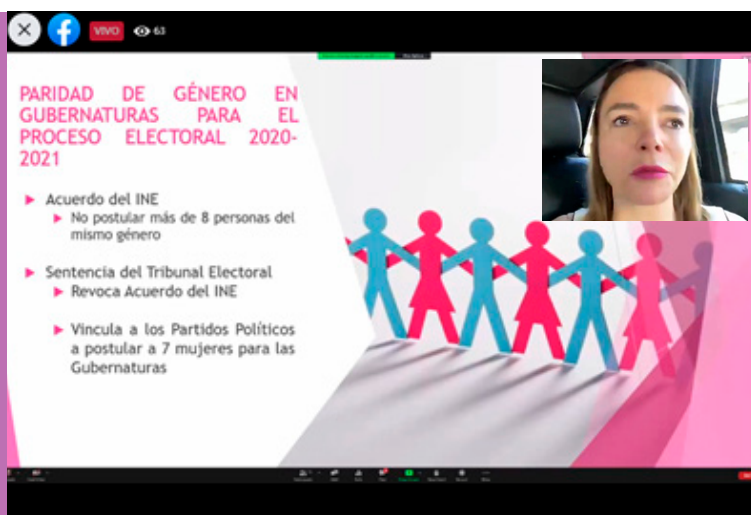 VIVO 63
PARIDAD DE GÉNERO EN
GUBERNATURAS PARA EL
PROCESO ELECTORAL 2020-
2021
Acuerdo del INE
No postular más de 8 personas del
mismo género
Sentencia del Tribunal Electoral
Revoca Acuerdo del INE
Vincula a los Partidos Políticos
a postular a 7 mujeres para las
Gubernaturas